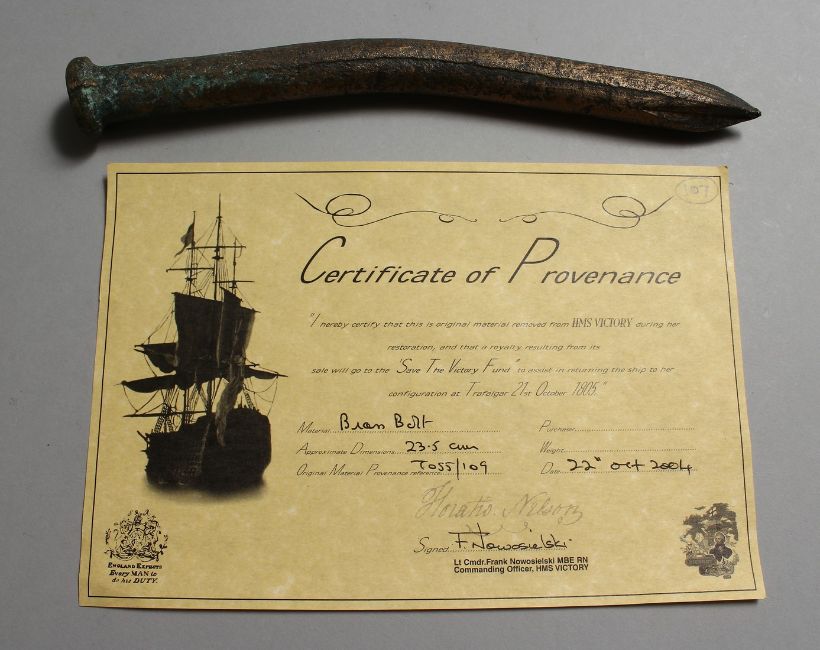 107
Certificate of Provenance
"I hereby certify that this is original material removed from HMS VICTORY during her
restoration, and that a royalty resulting from its
sale will go to the "Save The Victory Fund" to assist in returning the ship to her
configuration at Trafalgar 21st October 1805."
Material Brass Bolt Purchaser
Approximate Dimensions 23.5 cm Weight
Original Material Provenance reference TOSS/109 Date 22" Oct 2004
Horatio Nelson
Signed F. Nowosielski
Lt Cmdr. Frank Nowosielski MBE RN
Commanding Officer, HMS VICTORY
ENGLAND EXPECTS
Every MAN to
do his DUTY.